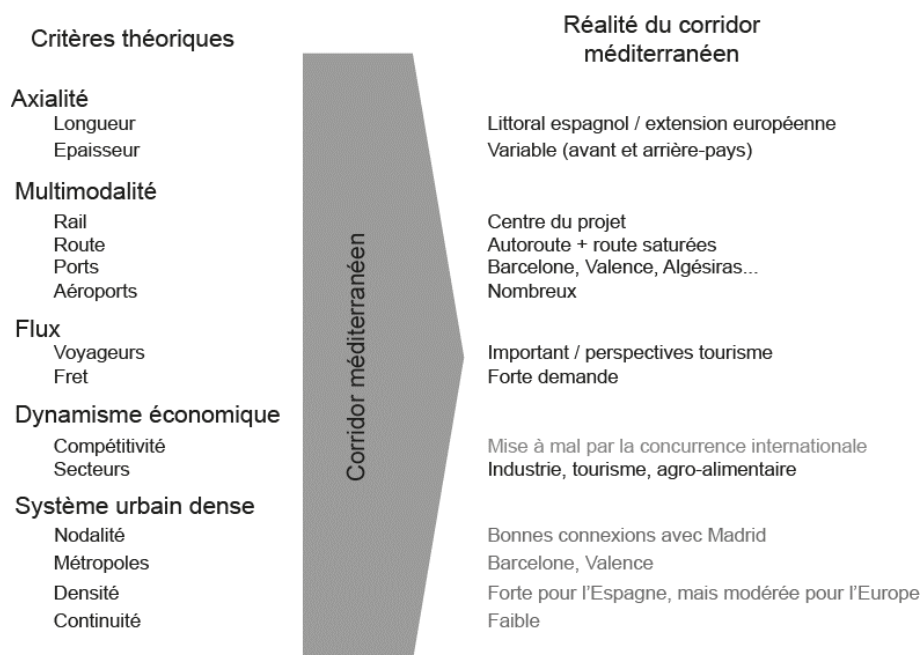 Critères théoriques
Réalité du corridor
méditerranéen
Axialité
Longueur
Littoral espagnol / extension européenne
Epaisseur
Variable (avant et arrière-pays)
Multimodalité
Rail
Centre du projet
Route
Autoroute + route saturées
Ports
Barcelone, Valence, Algésiras...
Aéroports
Nombreux
Flux
Voyageurs
Important / perspectives tourisme
Fret
Forte demande
Corridor méditerranéen
Dynamisme économique
Compétitivité
Mise à mal par la concurrence internationale
Secteurs
Industrie, tourisme, agro-alimentaire
Système urbain dense
Nodalité
Bonnes connexions avec Madrid
Métropoles
Barcelone, Valence
Densité
Forte pour l'Espagne, mais modérée pour l'Europe
Continuité
Faible